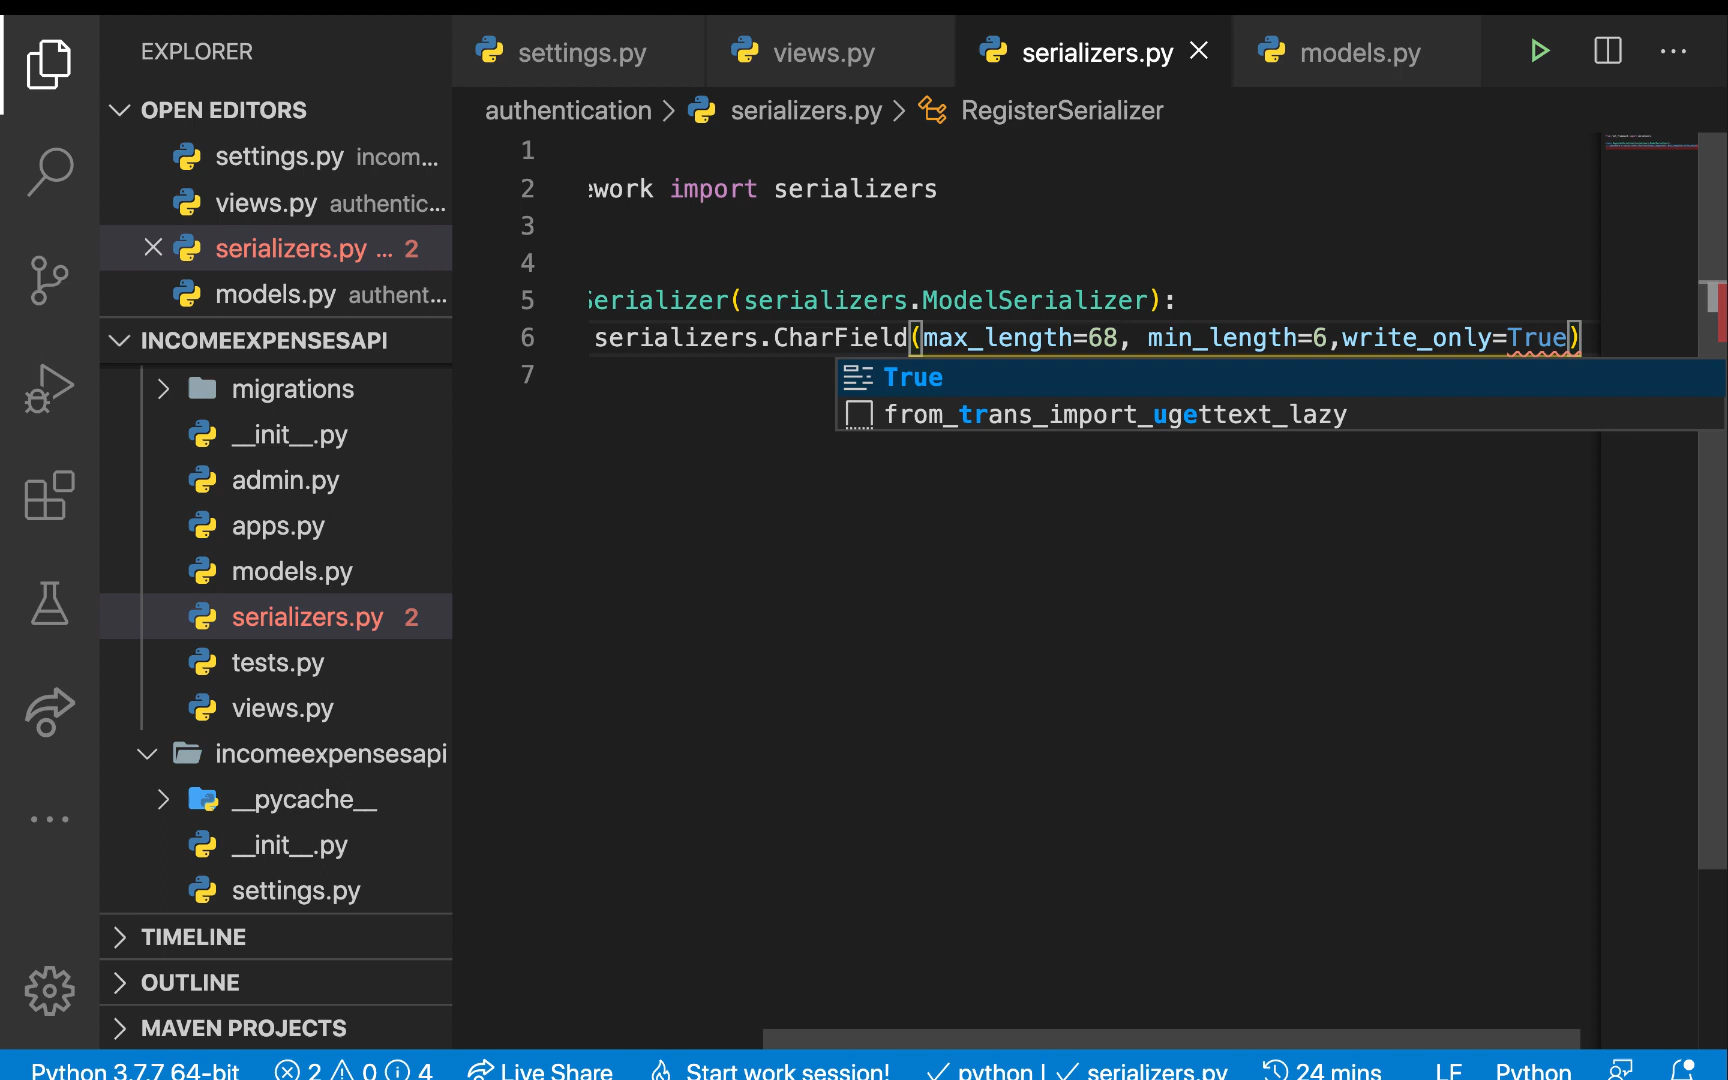 EXPLORER
OPEN EDITORS
settings.py incom...
views.py authentic...
serializers.py ... 2
models.py authent...
INCOMEEXPENSESAPI
migrations
__init__.py
admin.py
apps.py
models.py
serializers.py 2
tests.py
views.py
incomeexpensesapi
__pycache__
__init__.py
settings.py
TIMELINE
OUTLINE
MAVEN PROJECTS
settings.py views.py serializers.py models.py
authentication > serializers.py > RegisterSerializer
1
2 ework import serializers
3
4
5 Serializer(serializers.ModelSerializer):
6 serializers.CharField(max_length=68, min_length=6,write_only=True)
7
True
from_trans_import_ugettext_lazy
Python 3.7.7 64-bit 2 0 4 Live Share Start work session! python | serializers.py 24 mins LF Python